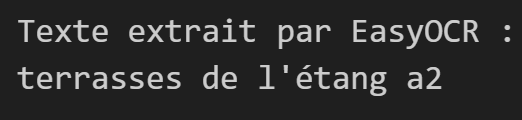 Texte extrait par EasyOCR :
terrasses de l'étang a2